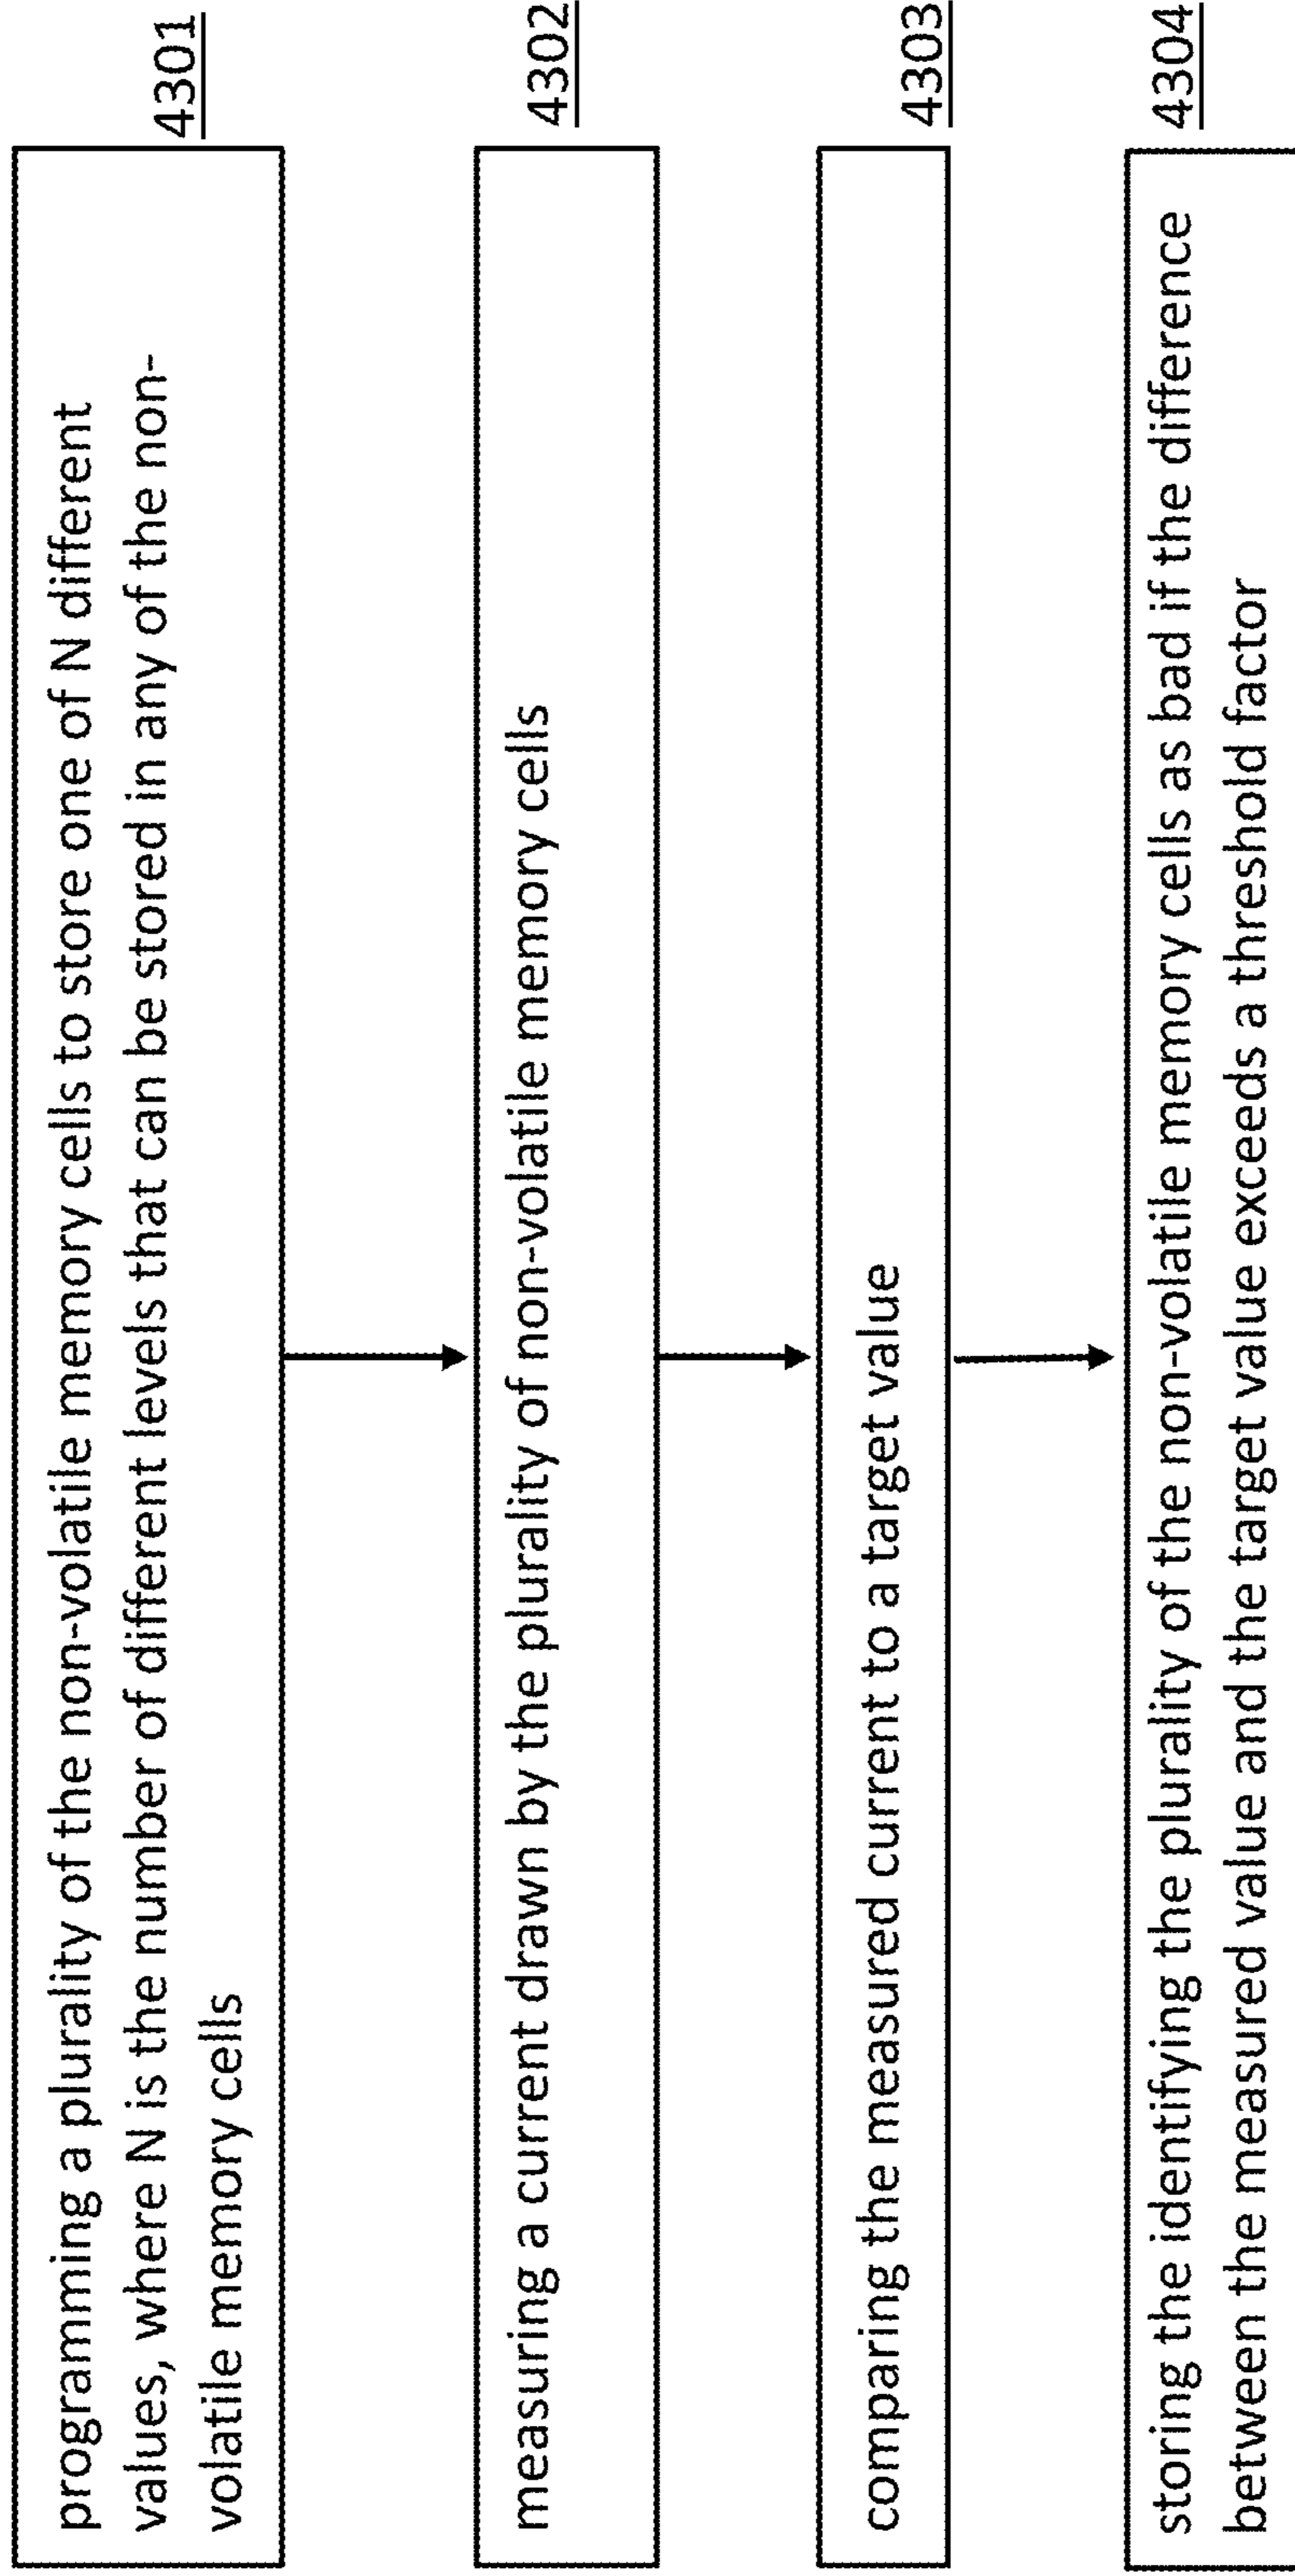 programming a plurality of the non-volatile memory cells to store one of N different
values, where N is the number of different levels that can be stored in any of the non-
volatile memory cells
4301
measuring a current drawn by the plurality of non-volatile memory cells
4302
comparing the measured current to a target value
4303
storing the identifying the plurality of the non-volatile memory cells as bad if the difference
between the measured value and the target value exceeds a threshold factor
4304